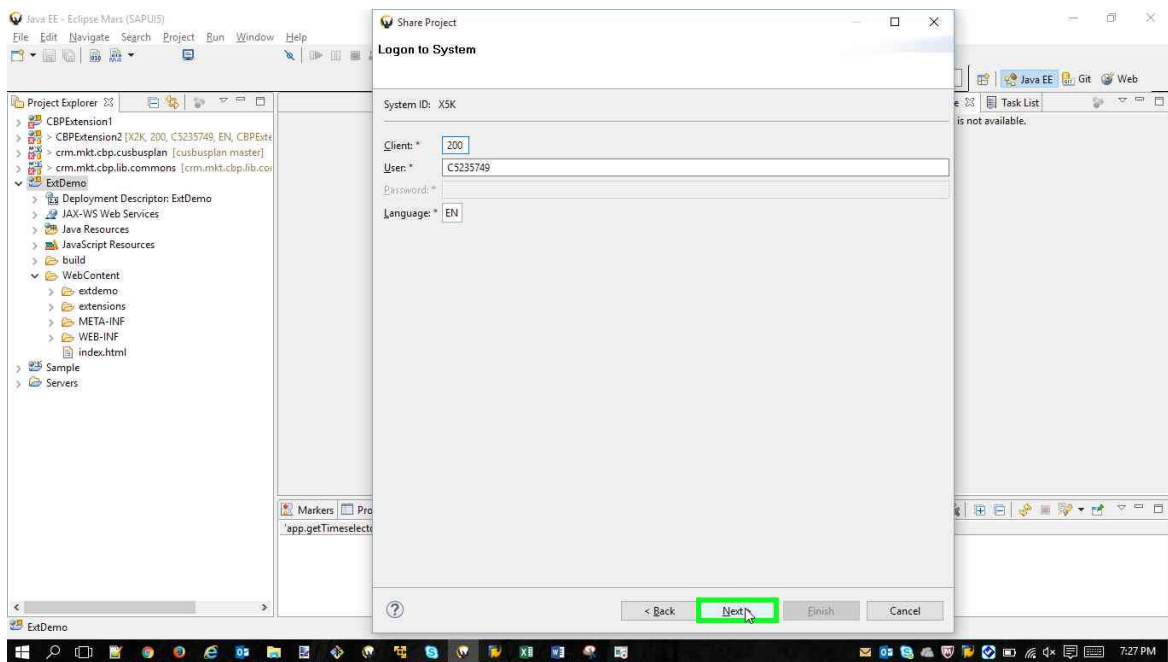 Java EE - Eclipse Mars (SAPUI5)
File Edit Navigate Search Project Run Window Help
Java EE Git Web
Project Explorer
CBPExtension1
> CBPExtension2 [X2K, 200, C5235749, EN, CBPExte
> crm.mkt.cbp.cusbusplan [cusbusplan master]
> crm.mkt.cbp.lib.commons [crm.mkt.cbp.lib.con
ExtDemo
Deployment Descriptor: ExtDemo
JAX-WS Web Services
Java Resources
JavaScript Resources
build
WebContent
extdemo
extensions
META-INF
WEB-INF
index.html
Sample
Servers
Share Project
Logon to System
System ID: X5K
Client: * 200
User: * C5235749
Password: *
Language: * EN
< Back Next > Finish Cancel
e Task List
is not available.
Markers Pro
'app.getTimeselecto
ExtDemo
7:27 PM